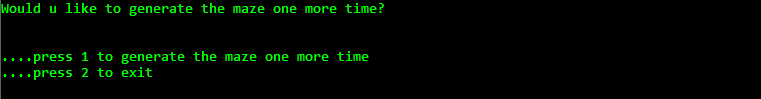 Would u like to generate the maze one more time?
....press 1 to generate the maze one more time
....press 2 to exit